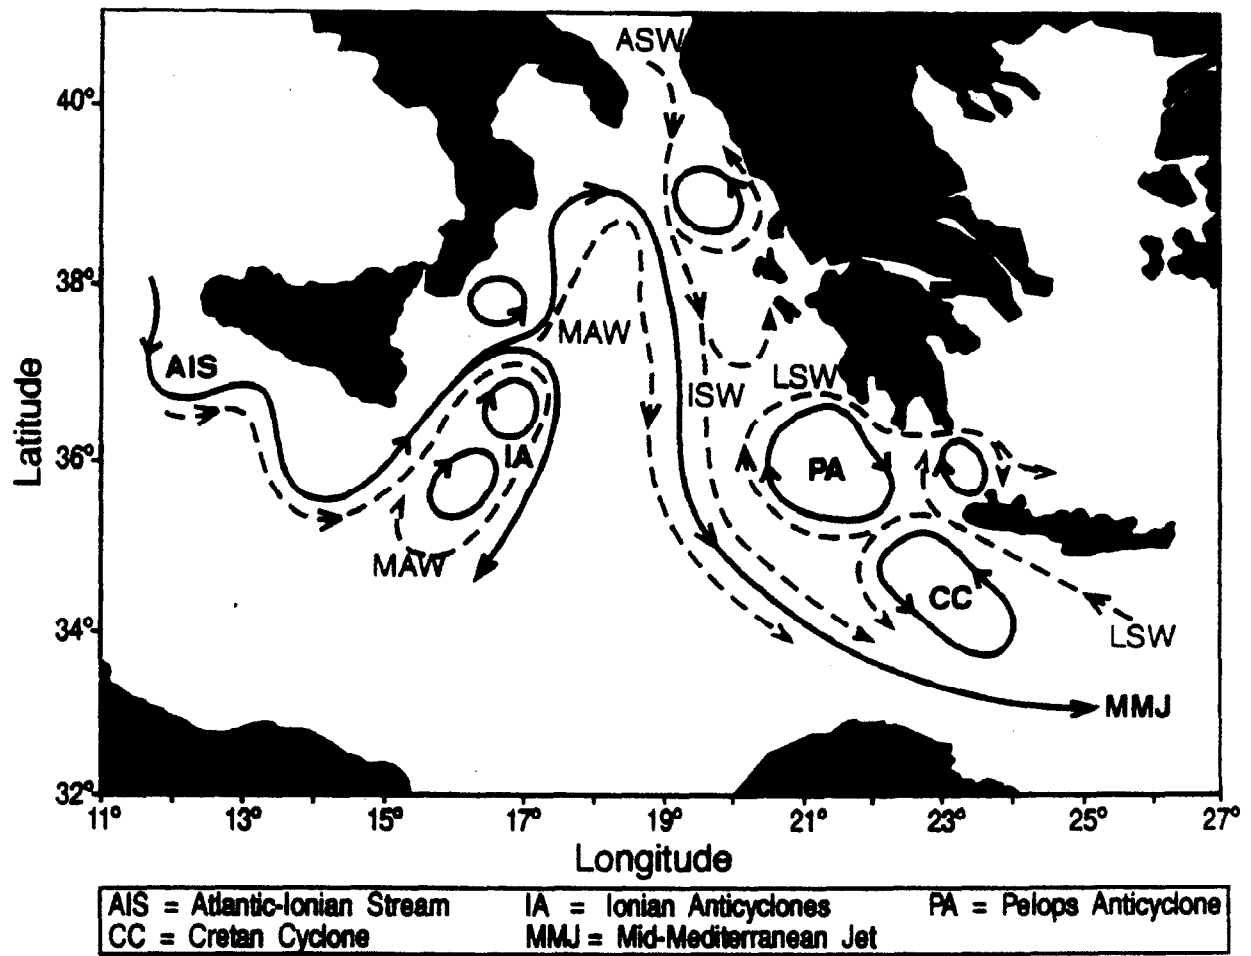 ASW
40°
38°
MAW
AIS
ISW
LSW
Latitude
36°
IA
PA
MAW
CC
34°
LSW
MMJ
32°
11° 13° 15° 17° 19° 21° 23° 25° 27°
Longitude
AIS = Atlantic-Ionian Stream IA = Ionian Anticyclones PA = Pelops Anticyclone
CC = Cretan Cyclone MMJ = Mid-Mediterranean Jet